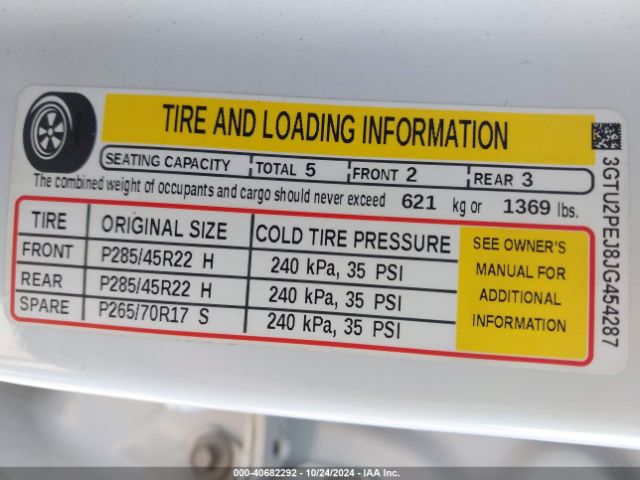 TIRE AND LOADING INFORMATION
SEATING CAPACITY TOTAL 5 FRONT 2 REAR 3
The combined weight of occupants and cargo should never exceed 621 kg or 1369 lbs.
TIRE ORIGINAL SIZE COLD TIRE PRESSURE
FRONT P285/45R22 H 240 kPa, 35 PSI
REAR P285/45R22 H 240 kPa, 35 PSI
SPARE P265/70R17 S 240 kPa, 35 PSI
SEE OWNER'S
MANUAL FOR
ADDITIONAL
INFORMATION
3GTU2PEJ8JG454287
000-40682292 - 10/24/2024 - IAA Inc.